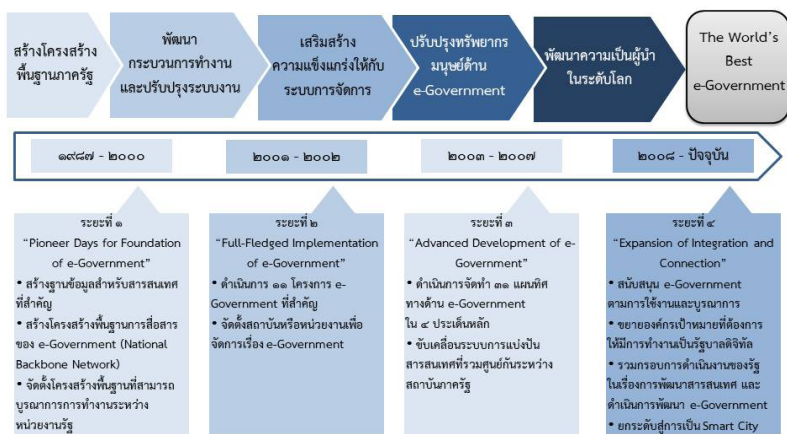 สร้างโครงสร้าง
พื้นฐานภาครัฐ
พัฒนา
กระบวนการทำงาน
และปรับปรุงระบบงาน
เสริมสร้าง
ความแข็งแกร่งให้กับ
ระบบการจัดการ
ปรับปรุงทรัพยากร
มนุษย์ด้าน
e-Government
พัฒนาความเป็นผู้นำ
ในระดับโลก
The World's
Best
e-Government
๑๙๘๗ - ๒๐๐๐
๒๐๐๑ - ๒๐๐๒
๒๐๐๓ - ๒๐๐๗
๒๐๐๘ - ปัจจุบัน
ระยะที่ ๑
“Pioneer Days for Foundation
of e-Government”
• สร้างฐานข้อมูลสำหรับสารสนเทศ
ที่สำคัญ
• สร้างโครงสร้างพื้นฐานการสื่อสาร
ของ e-Government (National
Backbone Network)
• จัดตั้งโครงสร้างพื้นฐานที่สามารถ
บูรณาการการทำงานระหว่าง
หน่วยงานรัฐ
ระยะที่ ๒
“Full-Fledged Implementation
of e-Government”
• ดำเนินการ ๑๑ โครงการ e-
Government ที่สำคัญ
• จัดตั้งสถาบันหรือหน่วยงานเพื่อ
จัดการเรื่อง e-Government
ระยะที่ ๓
“Advanced Development of e-
Government”
• ดำเนินการจัดทำ ๓๑ แผนทิศ
ทางด้าน e-Government
ใน ๔ ประเด็นหลัก
• ขับเคลื่อนระบบการแบ่งปัน
สารสนเทศที่รวมศูนย์กันระหว่าง
สถาบันภาครัฐ
ระยะที่ ๔
“Expansion of Integration and
Connection”
• สนับสนุน e-Government
ตามการใช้งานและบูรณาการ
• ขยายองค์กรเป้าหมายที่ต้องการ
ให้มีการทำงานเป็นรัฐบาลดิจิทัล
• รวมกรอบการดำเนินงานของรัฐ
ในเรื่องการพัฒนาสารสนเทศ และ
ดำเนินการพัฒนา e-Government
• ยกระดับสู่การเป็น Smart City